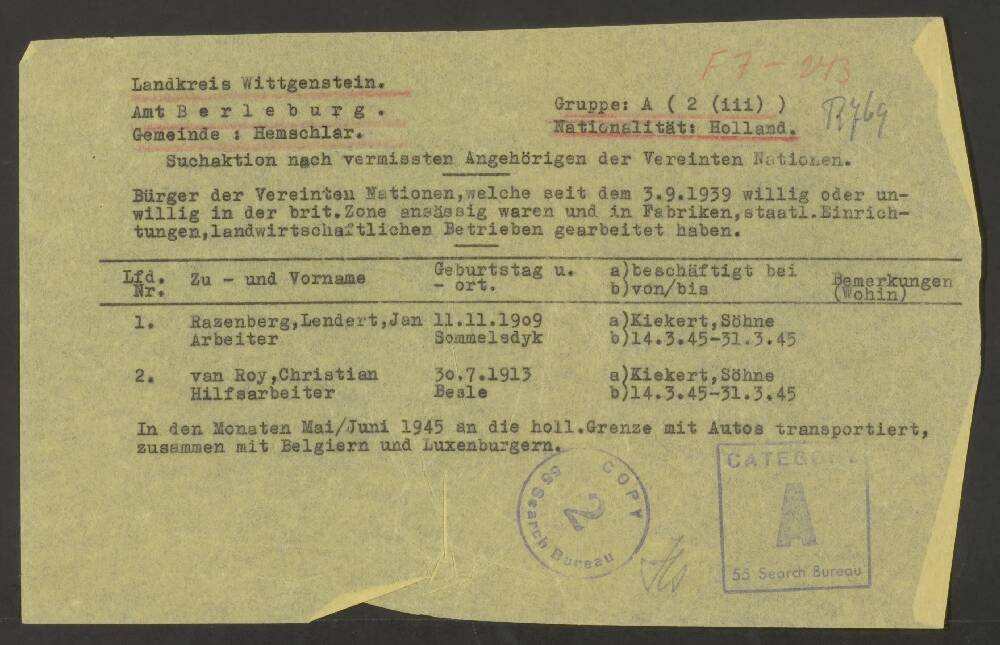 F 7 - 243
Landkreis Wittgenstein.
Amt B e r l e b u r g .
Gruppe: A ( 2 (iii) )
R769
Gemeinde : Hemschlar.
Nationalität: Holland.
Suchaktion nach vermissten Angehörigen der Vereinten Nationen.
Bürger der Vereinten Nationen,welche seit dem 3.9.1939 willig oder un-
willig in der brit.Zone ansässig waren und in Fabriken,staatl.Einrich-
tungen,landwirtschaftlichen Betrieben gearbeitet haben.
Lfd. Nr. Zu - und Vorname Geburtstag u. - ort. a)beschäftigt bei b)von/bis Bemerkungen (Wohin)
1. Razenberg,Lendert,Jan 11.11.1909 a)Kiekert,Söhne
Arbeiter Sommelsdyk b)14.3.45-31.3.45
2. van Roy,Christian 30.7.1913 a)Kiekert,Söhne
Hilfsarbeiter Besle b)14.3.45-31.3.45
In den Monaten Mai/Juni 1945 an die holl.Grenze mit Autos transportiert,
zusammen mit Belgiern und Luxenburgern.
COPY
2
55 Search Bureau
CATEGORY
A
55 Search Bureau